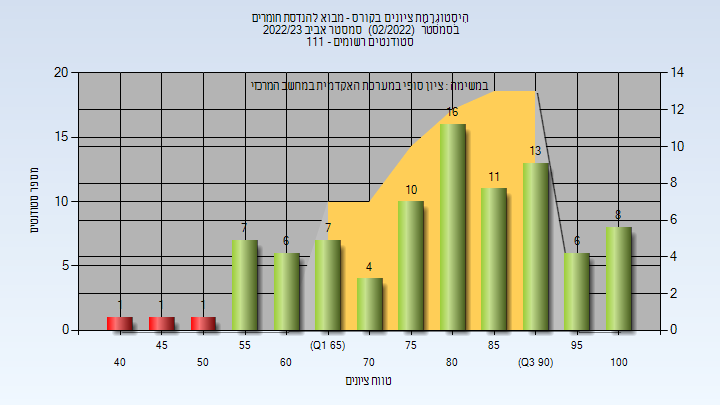 הִיסְטוֹגְרָמַת ציונים בקורס - מבוא להנדסת חומרים
בסמסטר (02/2022) סמסטר אביב 2022/23
סטודנטים רשומים - 111
במשימה : ציון סופי במערכת האקדמית במחשב המרכזי
מספר סטודנטים
20
15
10
5
0
14
12
10
8
6
4
2
0
1 1 1 7 6 7 4 10 16 11 13 6 8
45 55 (Q1 65) 75 85 95
40 50 60 70 80 (Q3 90) 100
טווח ציונים